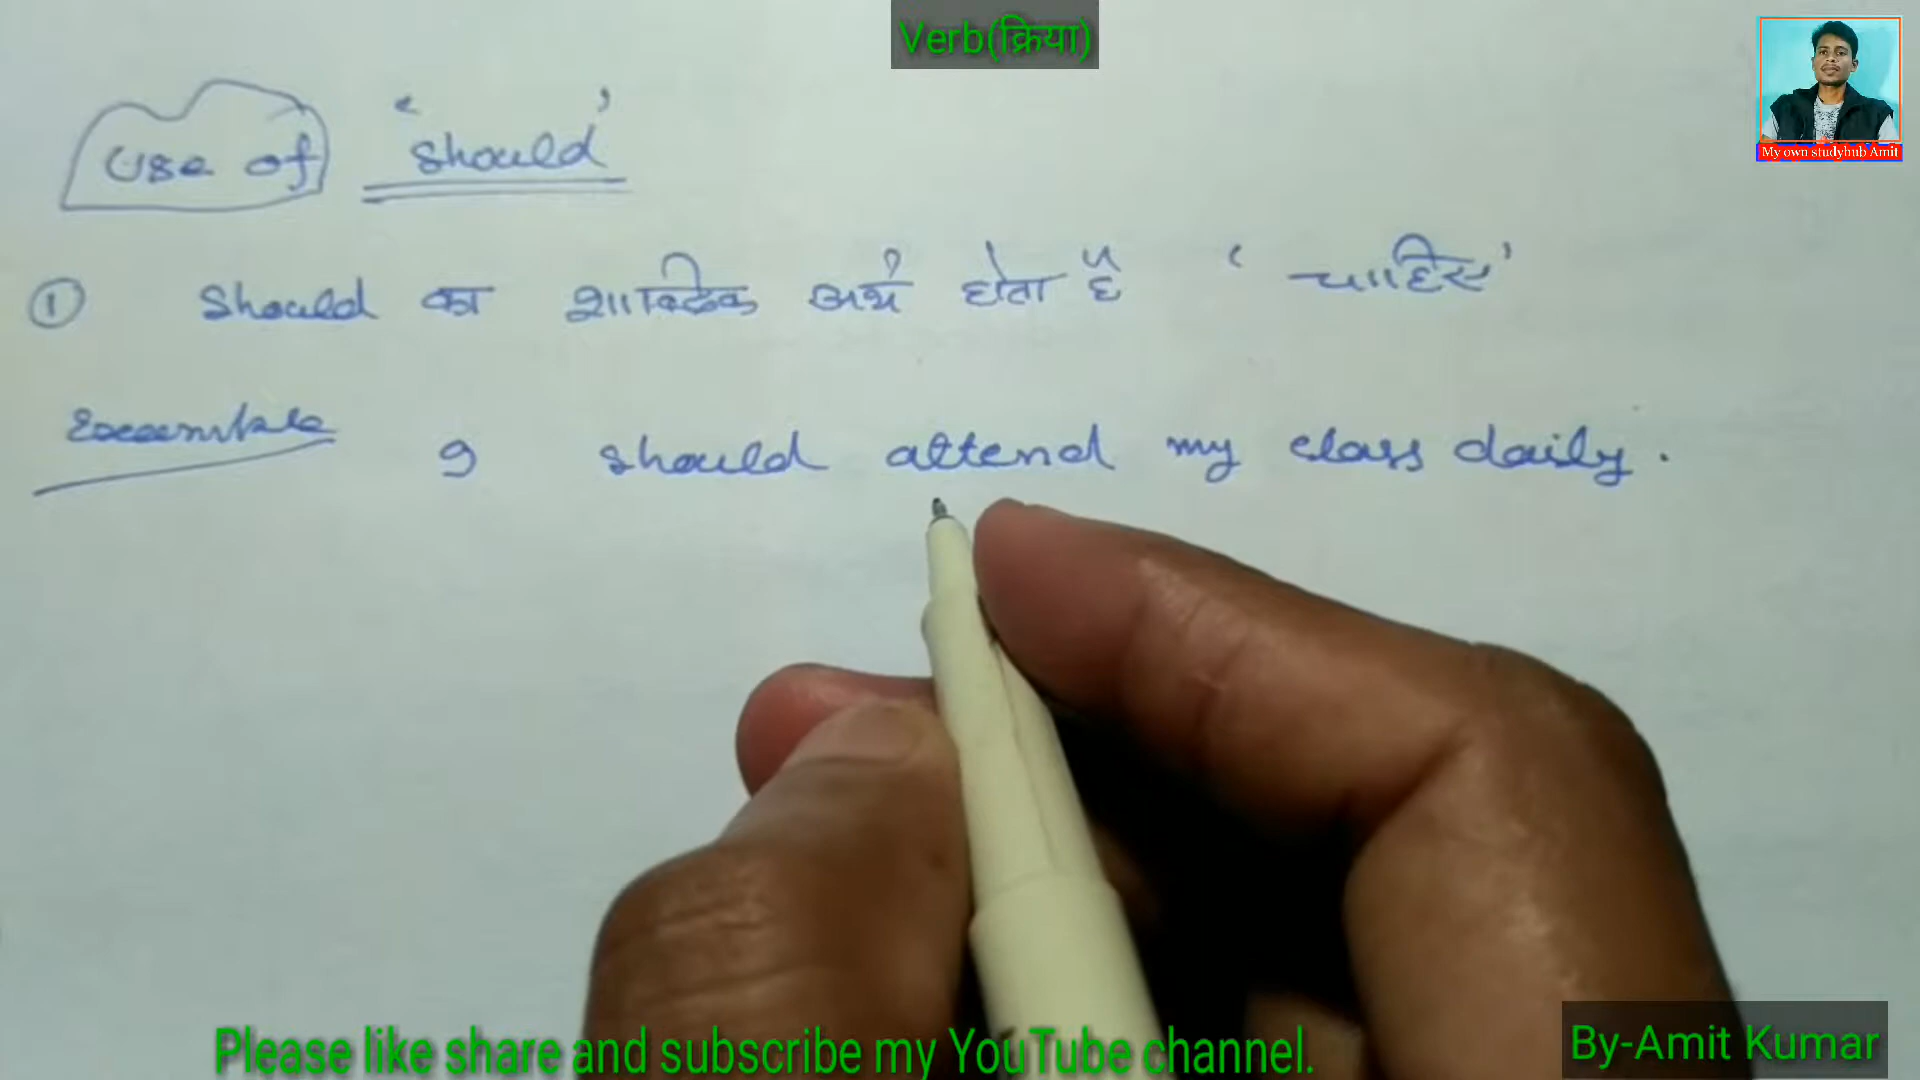 Verb(क्रिया)
My own studyhub Amit
Use of 'should'
① Should का शाब्दिक अर्थ होता है 'चाहिए'
Example I should attend my class daily.
Please like share and subscribe my YouTube channel.
By-Amit Kumar